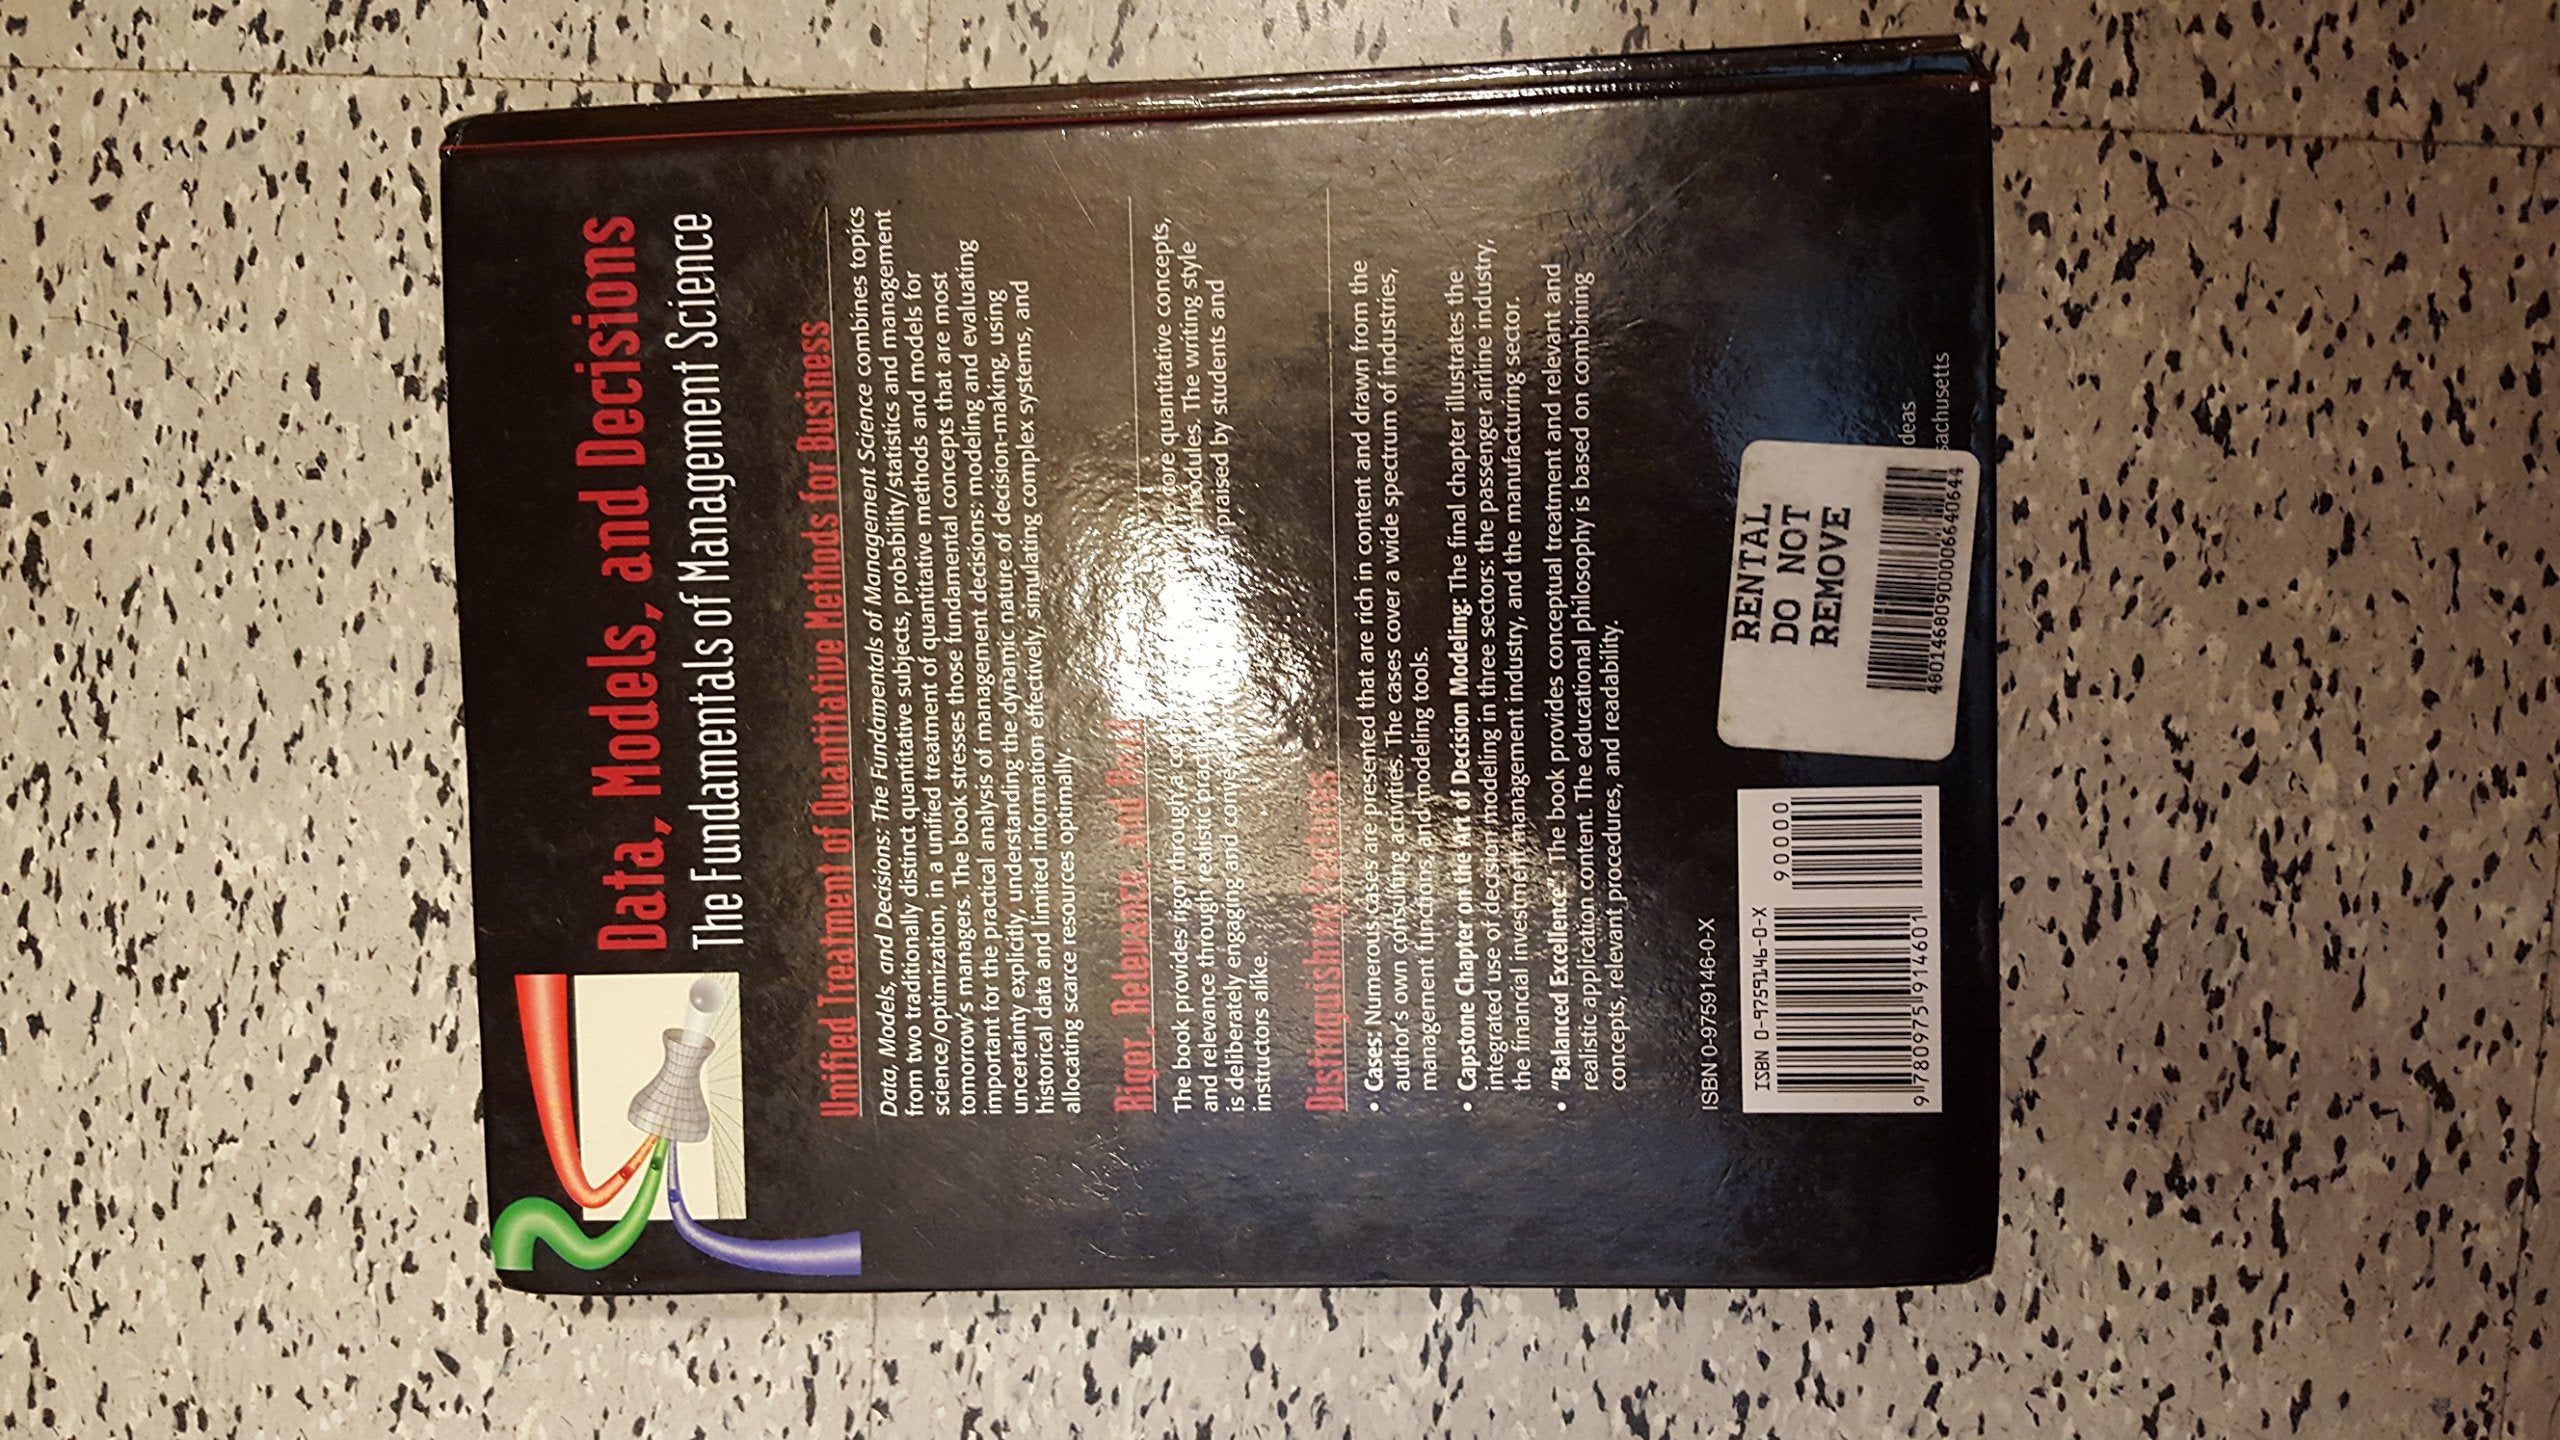 Data, Models, and Decisions
The Fundamentals of Management Science
Unified Treatment of Quantitative Methods for Business
Data, Models, and Decisions: The Fundamentals of Management Science combines topics
from two traditionally distinct quantitative subjects, probability/statistics and management
science/optimization, in a unified treatment of quantitative methods and models for
tomorrow's managers. The book stresses those fundamental concepts that are most
important for the practical analysis of management decisions: modeling and evaluating
uncertainty explicitly, understanding the dynamic nature of decision-making, using
historical data and limited information effectively, simulating complex systems, and
allocating scarce resources optimally.
Rigor, Relevance, and
The book provides rigor through a core quantitative concepts,
and relevance through realistic modules. The writing style
is deliberately engaging and praised by students and
instructors alike.
Distinguishing Features
• Cases: Numerous cases are presented that are rich in content and drawn from the
author's own consulting activities. The cases cover a wide spectrum of industries,
management functions, and modeling tools.
• Capstone Chapter on the Art of Decision Modeling: The final chapter illustrates the
integrated use of decision modeling in three sectors: the passenger airline industry,
the financial investment management industry, and the manufacturing sector.
• "Balanced Excellence": The book provides conceptual treatment and relevant and
realistic application content. The educational philosophy is based on combining
concepts, relevant procedures, and readability.
ISBN 0-9759146-0-X
ISBN 0-9759146-0-X
90000
9 780975 914601
RENTAL
DO NOT
REMOVE
4801468090000066406​44
deas
sachusetts